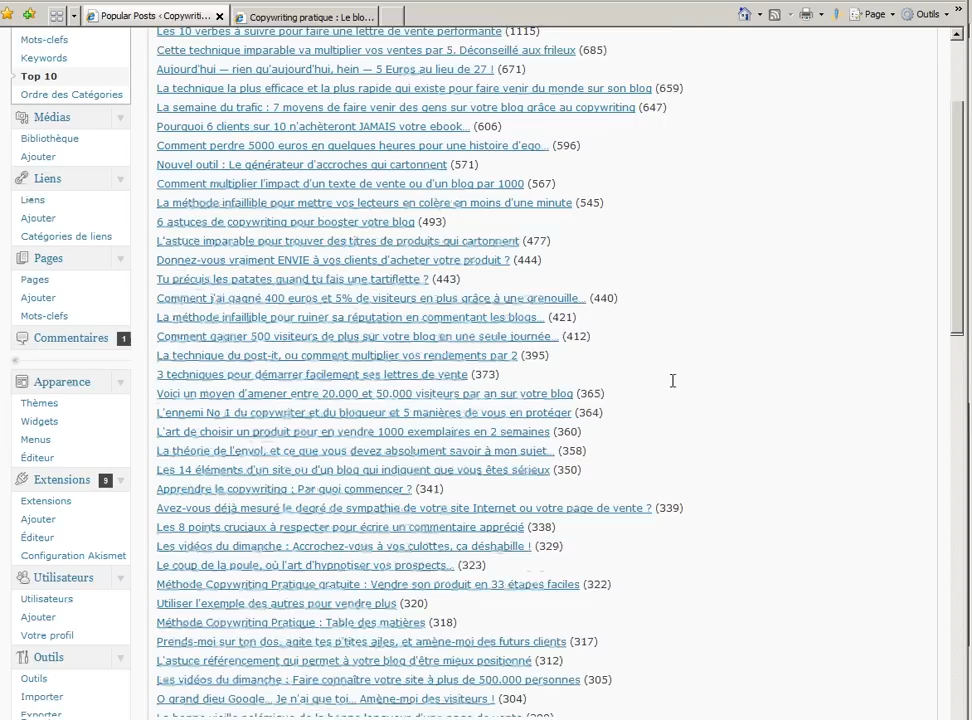 Popular Posts ‹ Copywriti...
Copywriting pratique : Le blo...
Page
Outils
»
Mots-clefs
Keywords
Top 10
Ordre des Catégories
Médias
Bibliothèque
Ajouter
Liens
Liens
Ajouter
Catégories de liens
Pages
Pages
Ajouter
Mots-clefs
Commentaires 1
Apparence
Thèmes
Widgets
Menus
Éditeur
Extensions 9
Extensions
Ajouter
Éditeur
Configuration Akismet
Utilisateurs
Utilisateurs
Ajouter
Votre profil
Outils
Outils
Importer
Exporter
Les 10 verbes à suivre pour faire une lettre de vente performante (1115)
Cette technique imparable va multiplier vos ventes par 5. Déconseillé aux frileux (685)
Aujourd'hui — rien qu'aujourd'hui, hein — 5 Euros au lieu de 27 ! (671)
La technique la plus efficace et la plus rapide qui existe pour faire venir du monde sur son blog (659)
La semaine du trafic : 7 moyens de faire venir des gens sur votre blog grâce au copywriting (647)
Pourquoi 6 clients sur 10 n'achèteront JAMAIS votre ebook... (606)
Comment perdre 5000 euros en quelques heures pour une histoire d'ego... (596)
Nouvel outil : Le générateur d'accroches qui cartonnent (571)
Comment multiplier l'impact d'un texte de vente ou d'un blog par 1000 (567)
La méthode infaillible pour mettre vos lecteurs en colère en moins d'une minute (545)
6 astuces de copywriting pour booster votre blog (493)
L'astuce imparable pour trouver des titres de produits qui cartonnent (477)
Donnez-vous vraiment ENVIE à vos clients d'acheter votre produit ? (444)
Tu précuis les patates quand tu fais une tartiflette ? (443)
Comment j'ai gagné 400 euros et 5% de visiteurs en plus grâce à une grenouille... (440)
La méthode infaillible pour ruiner sa réputation en commentant les blogs... (421)
Comment gagner 500 visiteurs de plus sur votre blog en une seule journée... (412)
La technique du post-it, ou comment multiplier vos rendements par 2 (395)
3 techniques pour démarrer facilement ses lettres de vente (373)
Voici un moyen d'amener entre 20.000 et 50.000 visiteurs par an sur votre blog (365)
L'ennemi No 1 du copywriter et du blogueur et 5 manières de vous en protéger (364)
L'art de choisir un produit pour en vendre 1000 exemplaires en 2 semaines (360)
La théorie de l'envol, et ce que vous devez absolument savoir à mon sujet... (358)
Les 14 éléments d'un site ou d'un blog qui indiquent que vous êtes sérieux (350)
Apprendre le copywriting : Par quoi commencer ? (341)
Avez-vous déjà mesuré le degré de sympathie de votre site Internet ou votre page de vente ? (339)
Les 8 points cruciaux à respecter pour écrire un commentaire apprécié (338)
Les vidéos du dimanche : Accrochez-vous à vos culottes, ça déshabille ! (329)
Le coup de la poule, où l'art d'hypnotiser vos prospects... (323)
Méthode Copywriting Pratique gratuite : Vendre son produit en 33 étapes faciles (322)
Utiliser l'exemple des autres pour vendre plus (320)
Méthode Copywriting Pratique : Table des matières (318)
Prends-moi sur ton dos, agite tes p'tites ailes, et amène-moi des futurs clients (317)
L'astuce référencement qui permet à votre blog d'être mieux positionné (312)
Les vidéos du dimanche : Faire connaître votre site à plus de 500.000 personnes (305)
O grand dieu Google... Je n'ai que toi... Amène-moi des visiteurs ! (304)